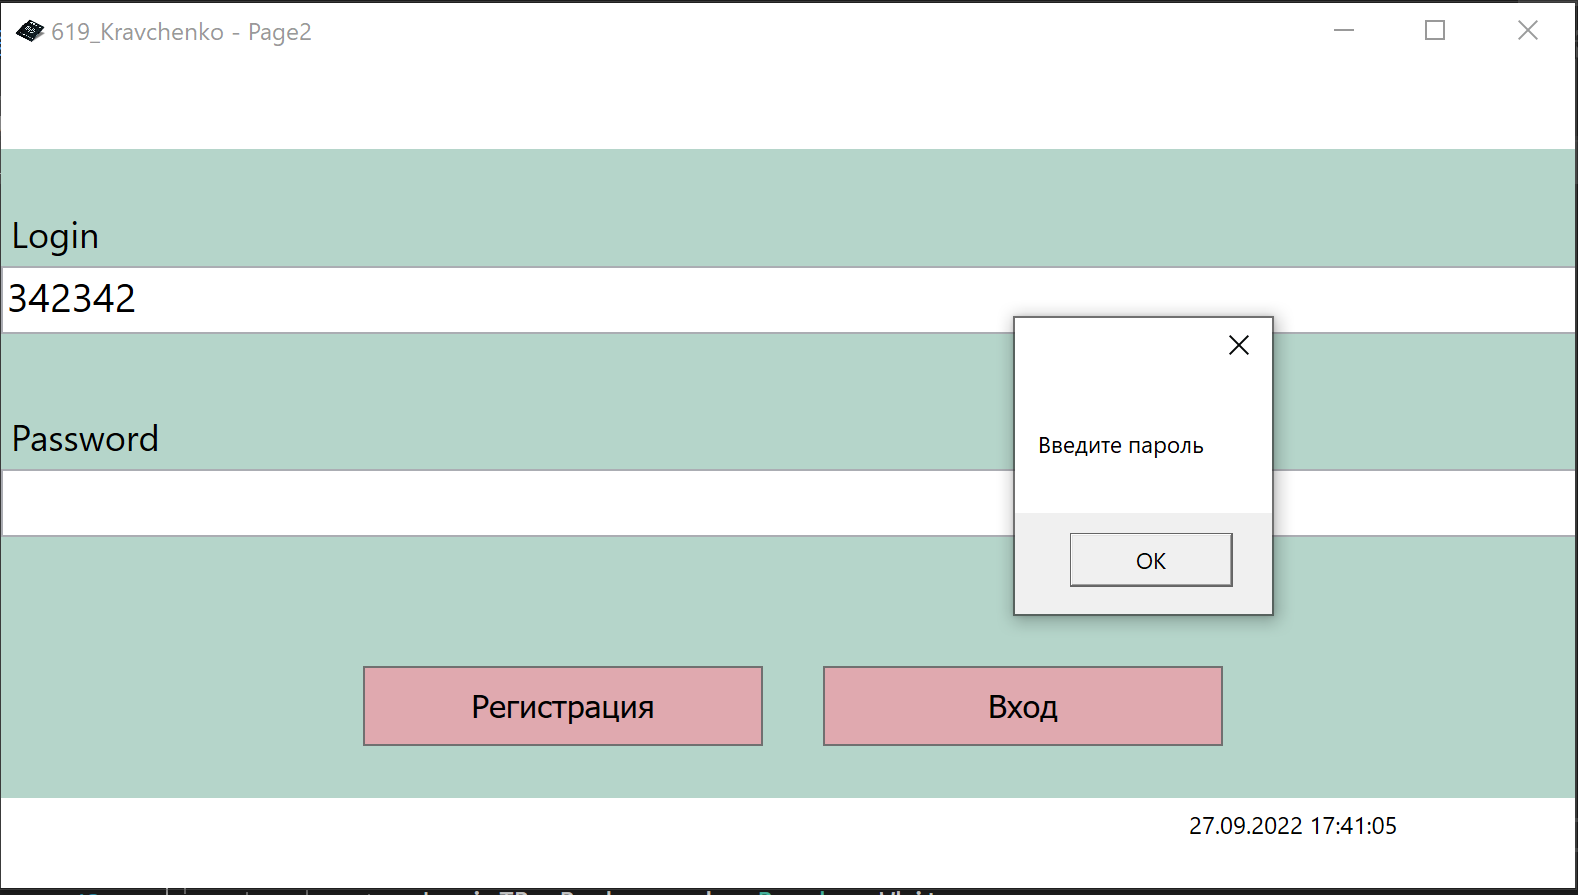 619_Kravchenko - Page2
Login
342342
Password
Введите пароль
OK
Регистрация
Вход
27.09.2022 17:41:05